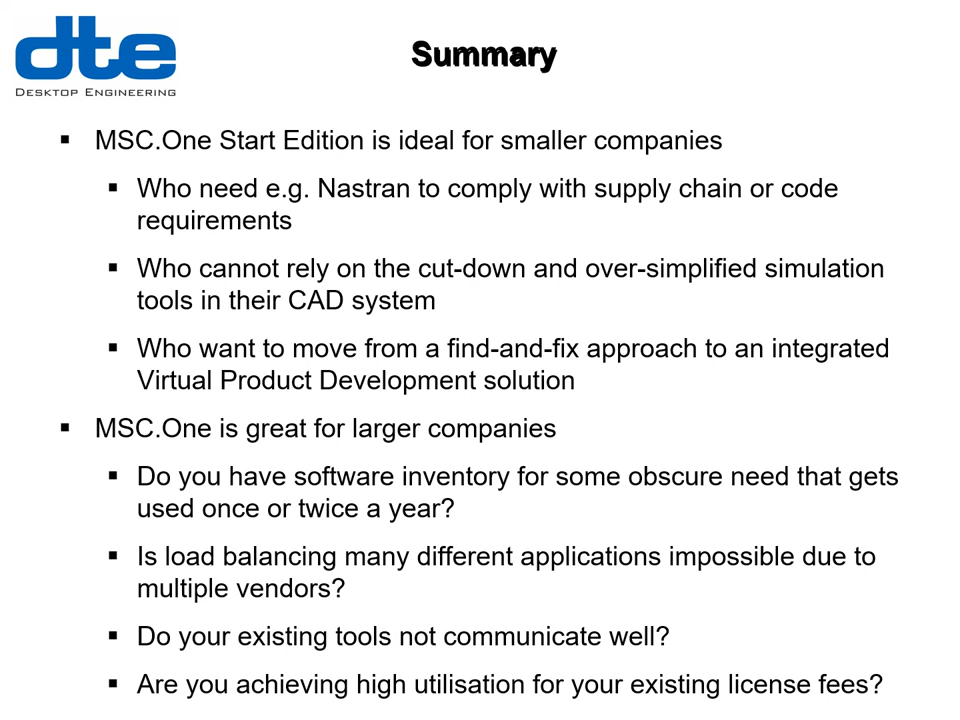 dte
DESKTOP ENGINEERING
Summary
▪ MSC.One Start Edition is ideal for smaller companies
▪ Who need e.g. Nastran to comply with supply chain or code
requirements
▪ Who cannot rely on the cut-down and over-simplified simulation
tools in their CAD system
▪ Who want to move from a find-and-fix approach to an integrated
Virtual Product Development solution
▪ MSC.One is great for larger companies
▪ Do you have software inventory for some obscure need that gets
used once or twice a year?
▪ Is load balancing many different applications impossible due to
multiple vendors?
▪ Do your existing tools not communicate well?
▪ Are you achieving high utilisation for your existing license fees?